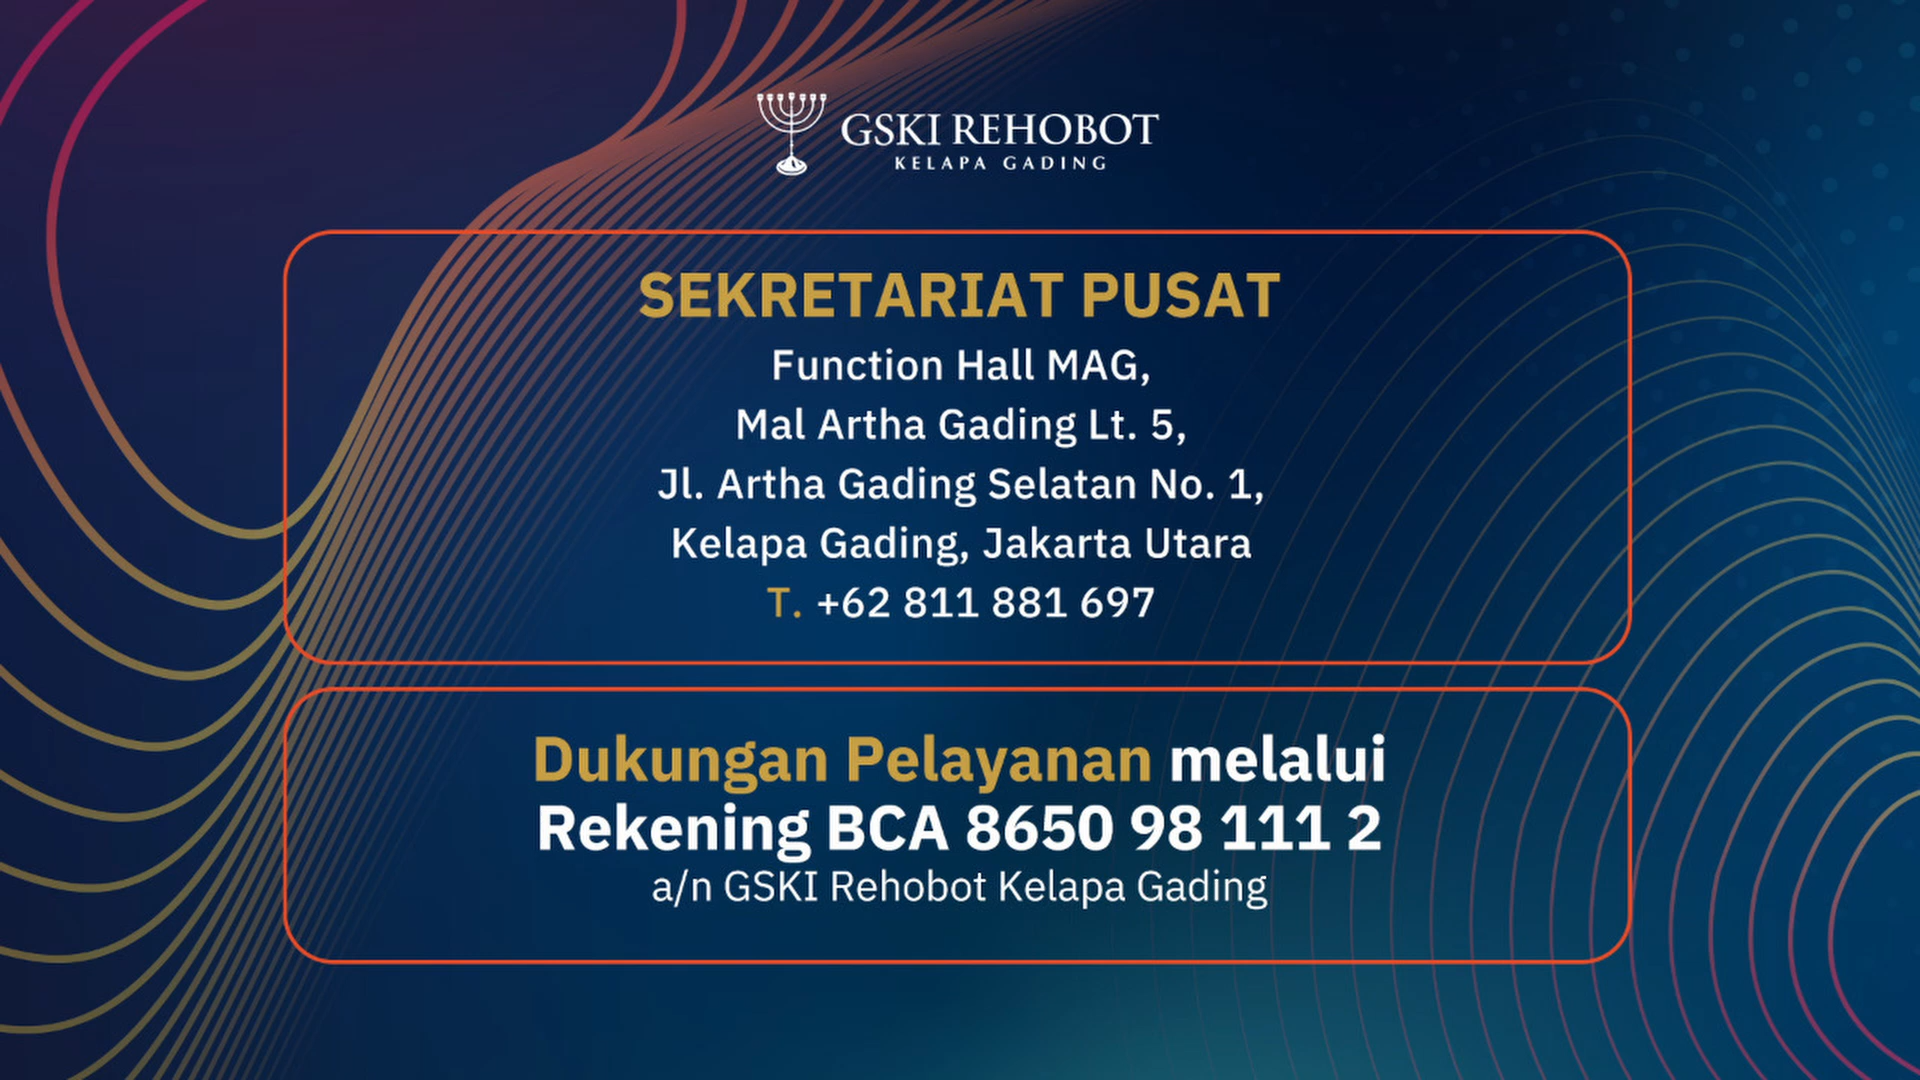 GSKI REHOBOT
KELAPA GADING
SEKRETARIAT PUSAT
Function Hall MAG,
Mal Artha Gading Lt. 5,
Jl. Artha Gading Selatan No. 1,
Kelapa Gading, Jakarta Utara
T. +62 811 881 697
Dukungan Pelayanan melalui
Rekening BCA 8650 98 111 2
a/n GSKI Rehobot Kelapa Gading